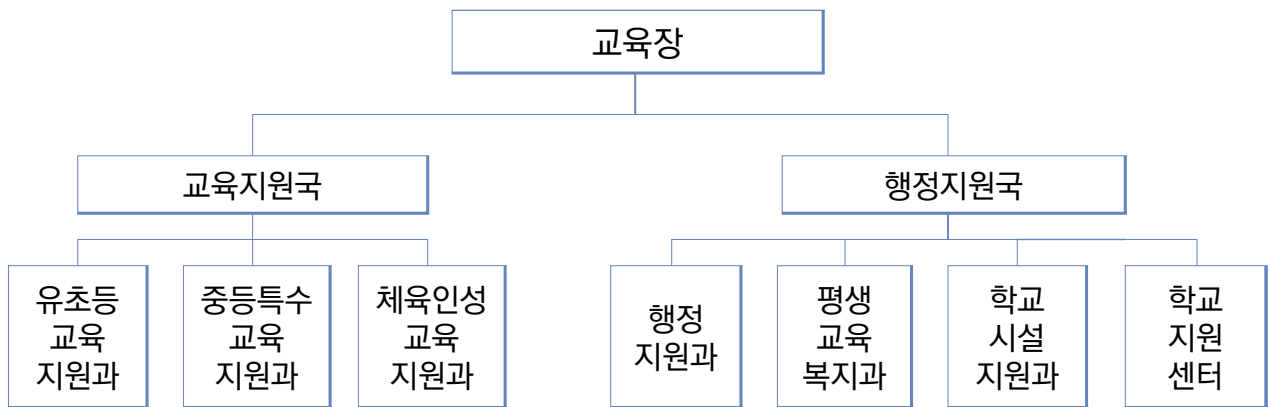 교육장
교육지원국
행정지원국
유초등
교육
지원과
중등특수
교육
지원과
체육인성
교육
지원과
행정
지원과
평생
교육
복지과
학교
시설
지원과
학교
지원
센터